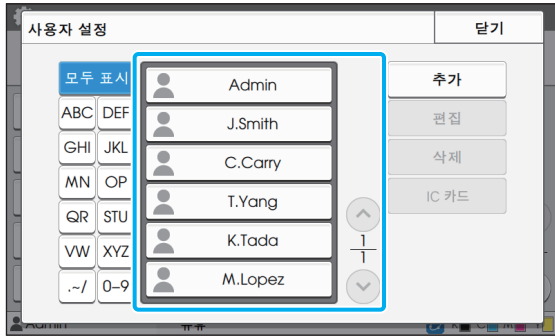 사용자 설정
닫기
모두 표시
ABC DEF
GHI JKL
MN OP
QR STU
VW XYZ
.~/ 0–9
Admin
J.Smith
C.Carry
T.Yang
K.Tada
M.Lopez
1
1
추가
편집
삭제
IC 카드